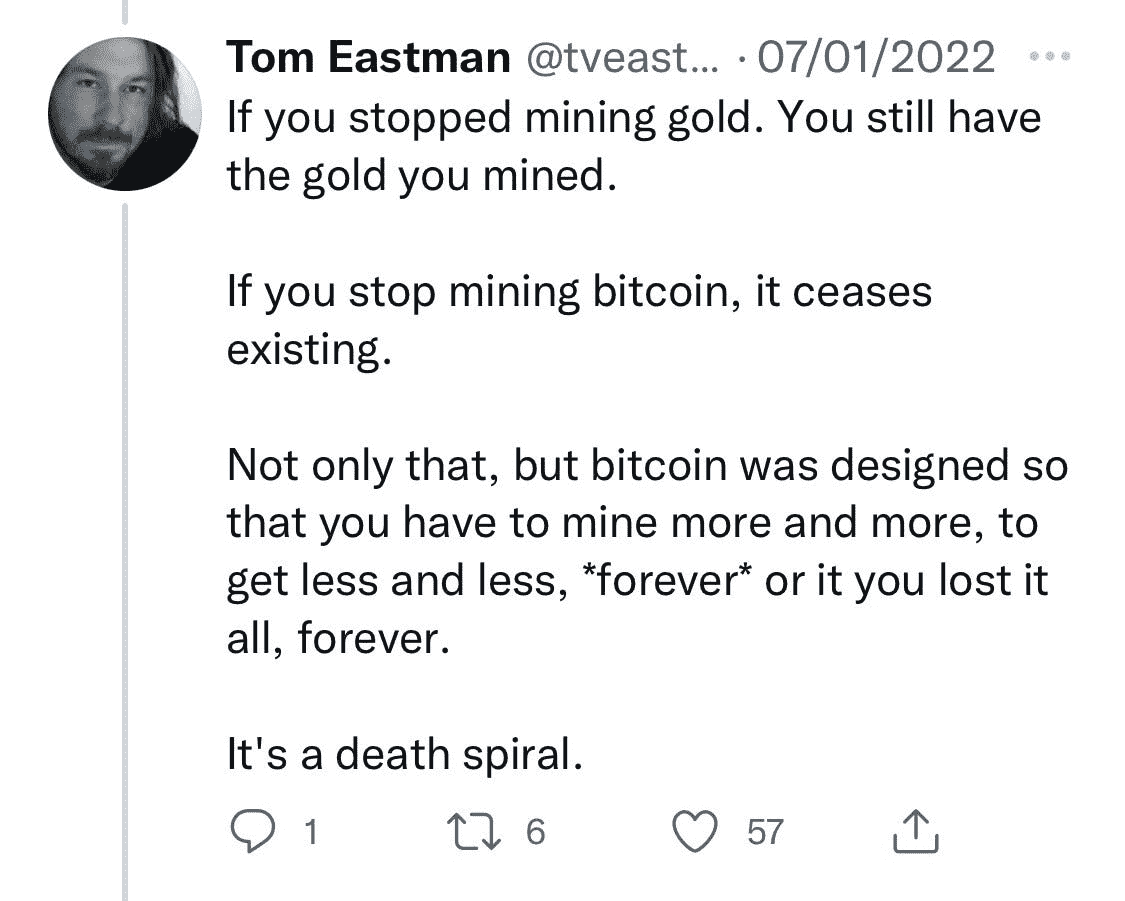 Tom Eastman @tveast... · 07/01/2022
If you stopped mining gold. You still have
the gold you mined.
If you stop mining bitcoin, it ceases
existing.
Not only that, but bitcoin was designed so
that you have to mine more and more, to
get less and less, *forever* or it you lost it
all, forever.
It's a death spiral.
1 6 57